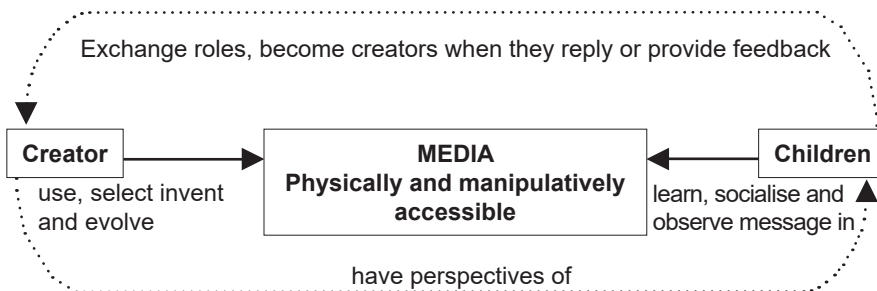 Exchange roles, become creators when they reply or provide feedback
Creator
use, select invent
and evolve
MEDIA
Physically and manipulatively
accessible
Children
learn, socialise and
observe message in
have perspectives of